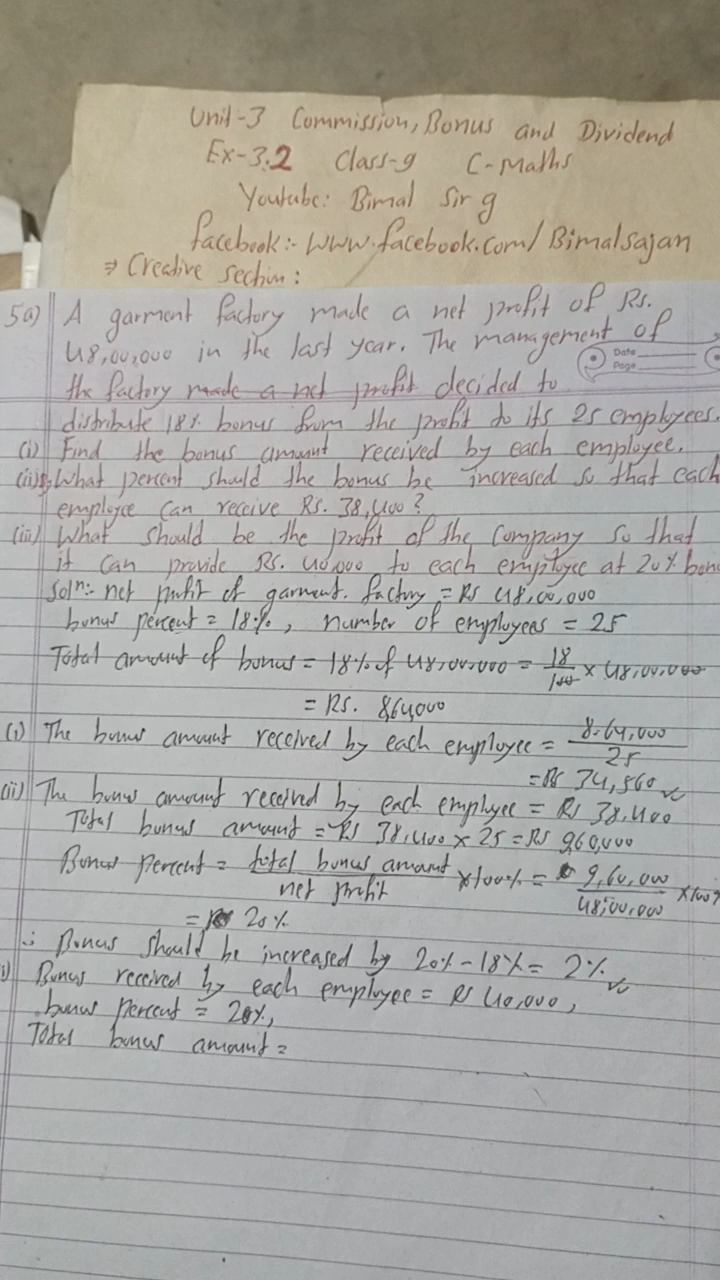 Unit-3 Commission, Bonus and Dividend
Ex-3.2 Class-9 C-Maths
Youtube: Bimal Sir g
facebook:- www.facebook.com/Bimalsajan
⇒ Creative section:
5a) A garment factory made a net profit of Rs.
48,00,000 in the last year. The management of
Date
Page
the factory made a net profit decided to
distribute 18% bonus from the profit to its 25 employees.
(i) Find the bonus amount received by each employee.
(ii) What percent should the bonus be increased so that each
employee can receive Rs. 38,400?
(iii) What should be the profit of the company so that
it can provide Rs. 40,000 to each employee at 20% bonu
Soln:- net profit of garment factory = Rs 48,00,000
bonus percent = 18%, number of employees = 25
Total amount of bonus = 18% of 48,00,000 = 18/100 × 48,00,000
= Rs. 8,64,000
(i) The bonus amount received by each employee = 8,64,000/25
= Rs 34,560
(ii) The bonus amount received by each employee = Rs 38,400
Total bonus amount = Rs 38,400 × 25 = Rs 9,60,000
Bonus percent = total bonus amount/net profit × 100% = 9,60,000/48,00,000 × 100%
= 20%
∴ Bonus should be increased by 20% - 18% = 2%
i) Bonus received by each employee = Rs 40,000,
bonus percent = 20%,
Total bonus amount =